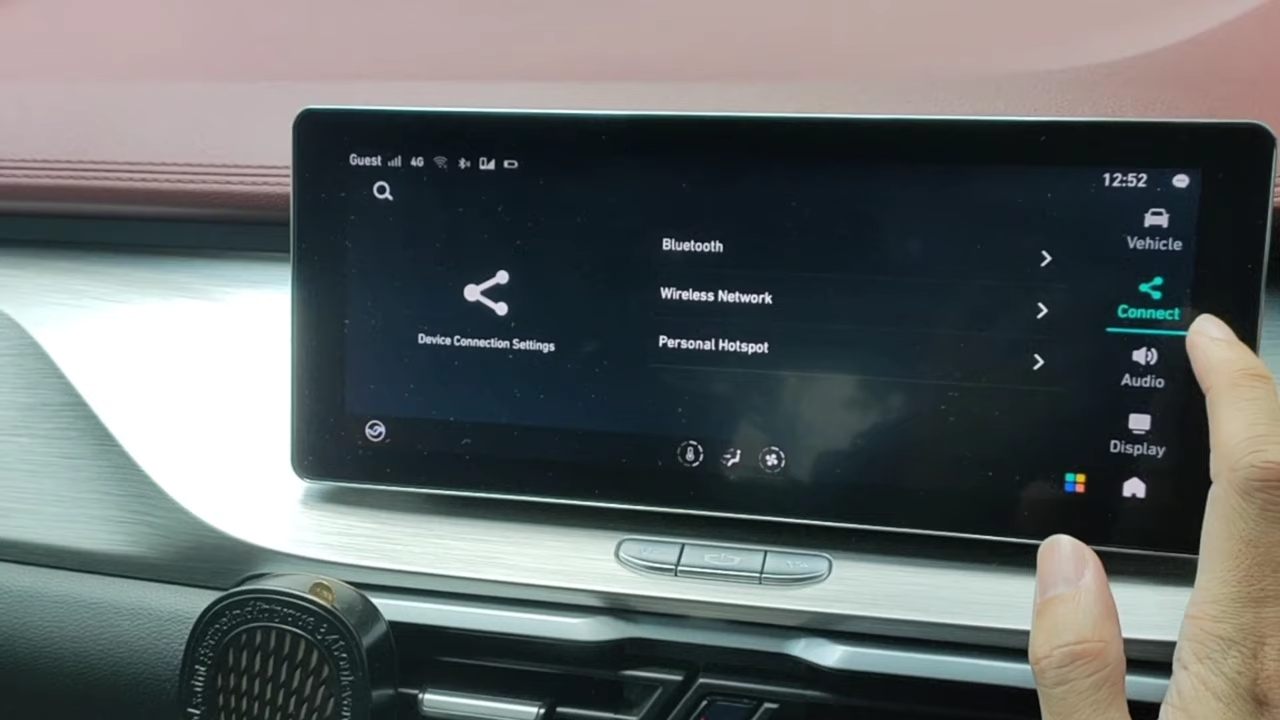 Guest 4G
12:52
Vehicle
Bluetooth
Connect
Wireless Network
Device Connection Settings
Personal Hotspot
Audio
Display